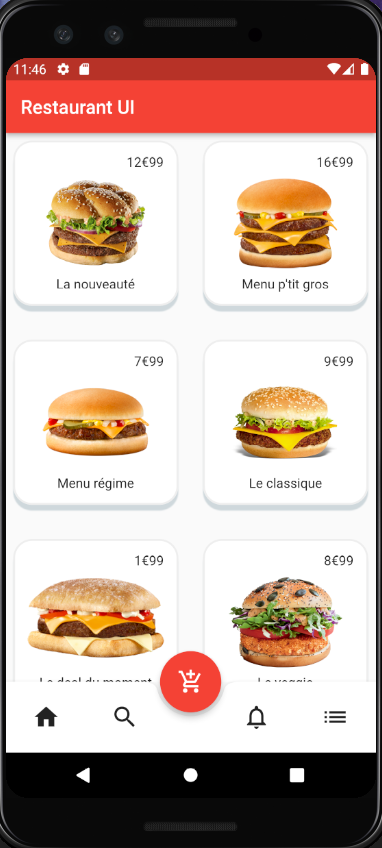 11:46
Restaurant UI
12€99
16€99
La nouveauté
Menu p'tit gros
7€99
9€99
Menu régime
Le classique
1€99
8€99
Le deal du moment
Le veggie